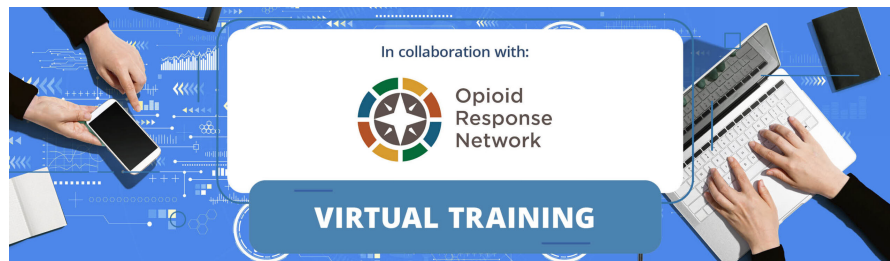 In collaboration with:
Opioid
Response
Network
VIRTUAL TRAINING